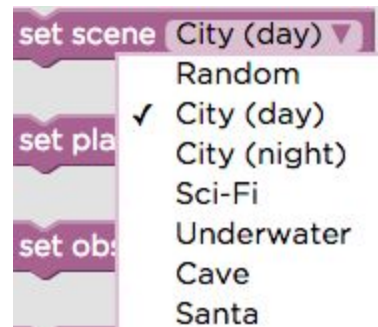 set scene City (day) ▼
Random
✓ City (day)
set pla
City (night)
Sci-Fi
Underwater
set obs
Cave
Santa